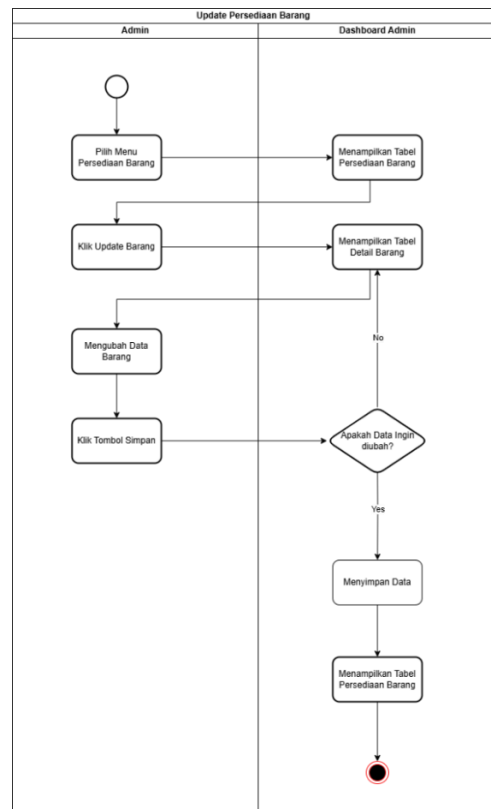 Update Persediaan Barang
Admin
Dashboard Admin
Pilih Menu
Persediaan Barang
Menampilkan Tabel
Persediaan Barang
Klik Update Barang
Menampilkan Tabel
Detail Barang
Mengubah Data
Barang
No
Klik Tombol Simpan
Apakah Data Ingin
diubah?
Yes
Menyimpan Data
Menampilkan Tabel
Persediaan Barang